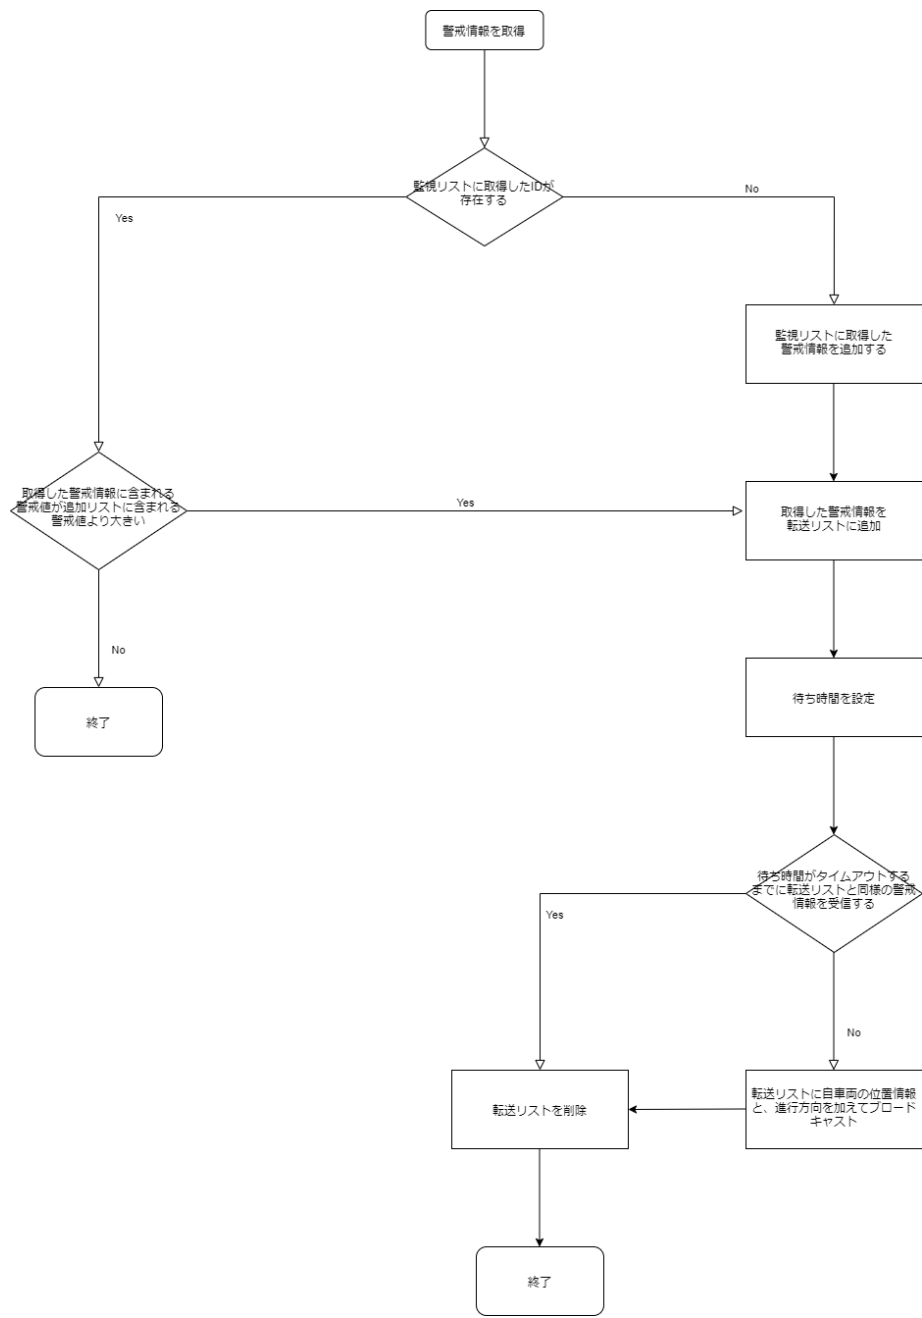 警戒情報を取得
監視リストに取得したIDが
存在する
No
Yes
監視リストに取得した
警戒情報を追加する
取得した警戒情報に含まれる
警戒値が追加リストに含まれる
警戒値より大きい
Yes
取得した警戒情報を
転送リストに追加
No
待ち時間を設定
終了
待ち時間がタイムアウトする
までに転送リストと同様の警戒
情報を受信する
Yes
No
転送リストを削除
転送リストに自車両の位置情報
と、進行方向を加えてブロード
キャスト
終了